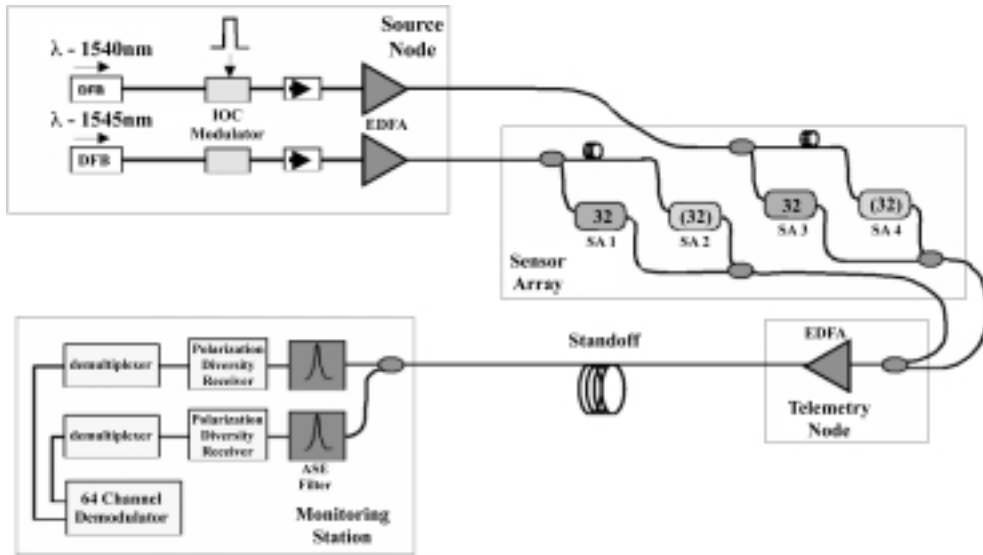 Source
Node
λ - 1540nm
DFB
IOC
Modulator
EDFA
λ - 1545nm
DFB
32
SA 1
(32)
SA 2
32
SA 3
(32)
SA 4
Sensor
Array
EDFA
Telemetry
Node
Standoff
demultiplexer
Polarization
Diversity
Receiver
demultiplexer
Polarization
Diversity
Receiver
ASE
Filter
64 Channel
Demodulator
Monitoring
Station